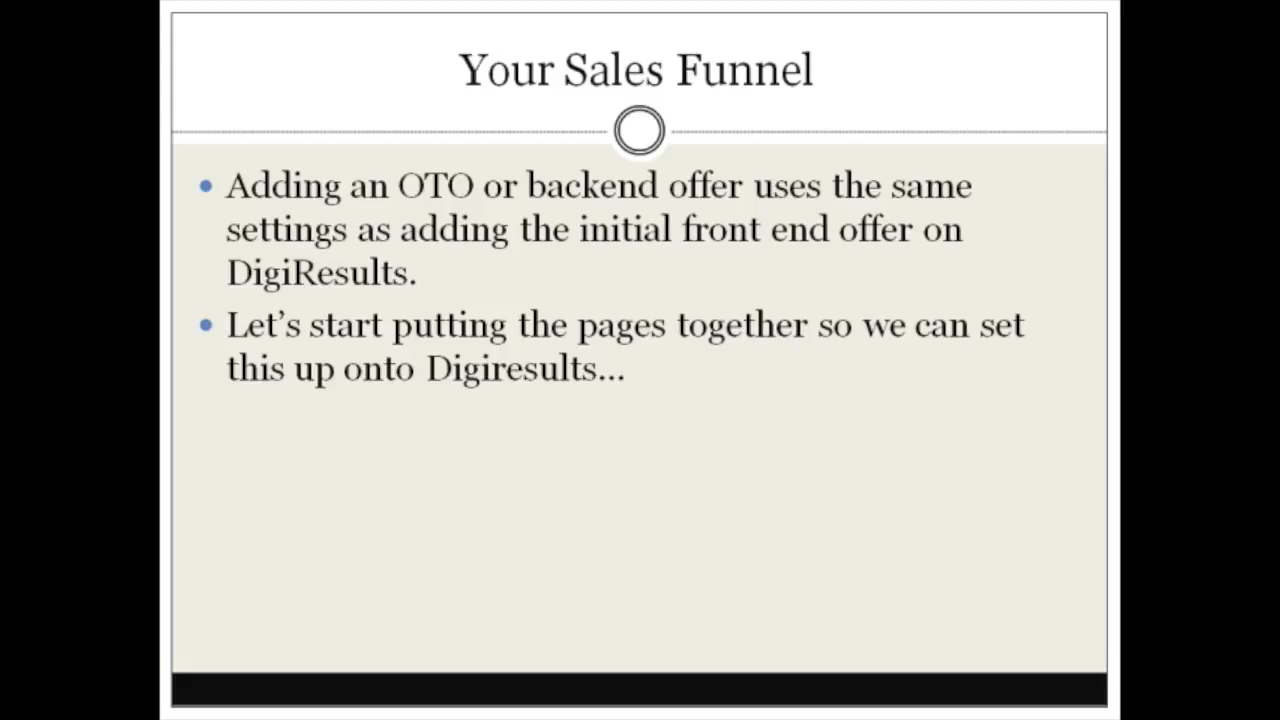 Your Sales Funnel
Adding an OTO or backend offer uses the same
settings as adding the initial front end offer on
DigiResults.
Let’s start putting the pages together so we can set
this up onto Digiresults...